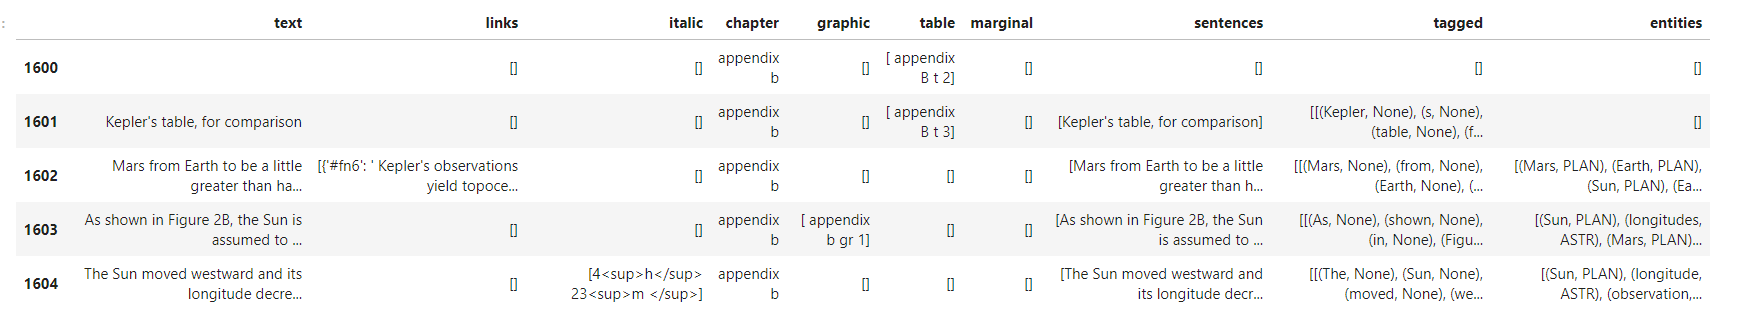 : text links italic chapter graphic table marginal sentences tagged entities
1600 [] [] appendix b [] [ appendix B t 2] [] [] [] []
1601 Kepler's table, for comparison [] [] appendix b [] [ appendix B t 3] [] [Kepler's table, for comparison] [[(Kepler, None), (s, None), (table, None), (f... []
1602 Mars from Earth to be a little greater than ha... [{'#fn6': ' Kepler's observations yield topoce... [] appendix b [] [] [] [Mars from Earth to be a little greater than h... [[(Mars, None), (from, None), (Earth, None), (... [(Mars, PLAN), (Earth, PLAN), (Sun, PLAN), (Ea...
1603 As shown in Figure 2B, the Sun is assumed to ... [] [] appendix b [ appendix b gr 1] [] [] [As shown in Figure 2B, the Sun is assumed to ... [[(As, None), (shown, None), (in, None), (Figu... [(Sun, PLAN), (longitudes, ASTR), (Mars, PLAN)...
1604 The Sun moved westward and its longitude decre... [] [4<sup>h</sup> 23<sup>m </sup>] appendix b [] [] [] [The Sun moved westward and its longitude decr... [[(The, None), (Sun, None), (moved, None), (we... [(Sun, PLAN), (longitude, ASTR), (observation,...